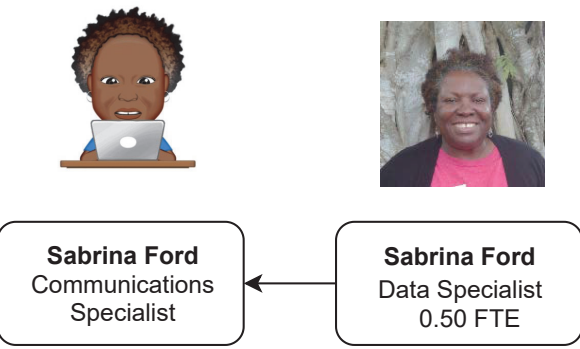 Sabrina Ford
Communications
Specialist
Sabrina Ford
Data Specialist
0.50 FTE